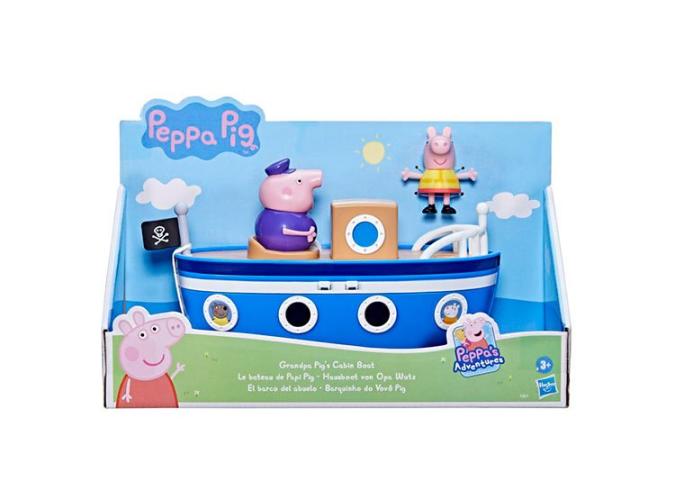 Peppa Pig
Grandpa Pig's Cabin Boat
Le bateau de Papi Pig - Hausboot von Opa Wutz
El barco del abuelo - Barquinho do Vovô Pig
Peppa's
Adventures
3+
Hasbro